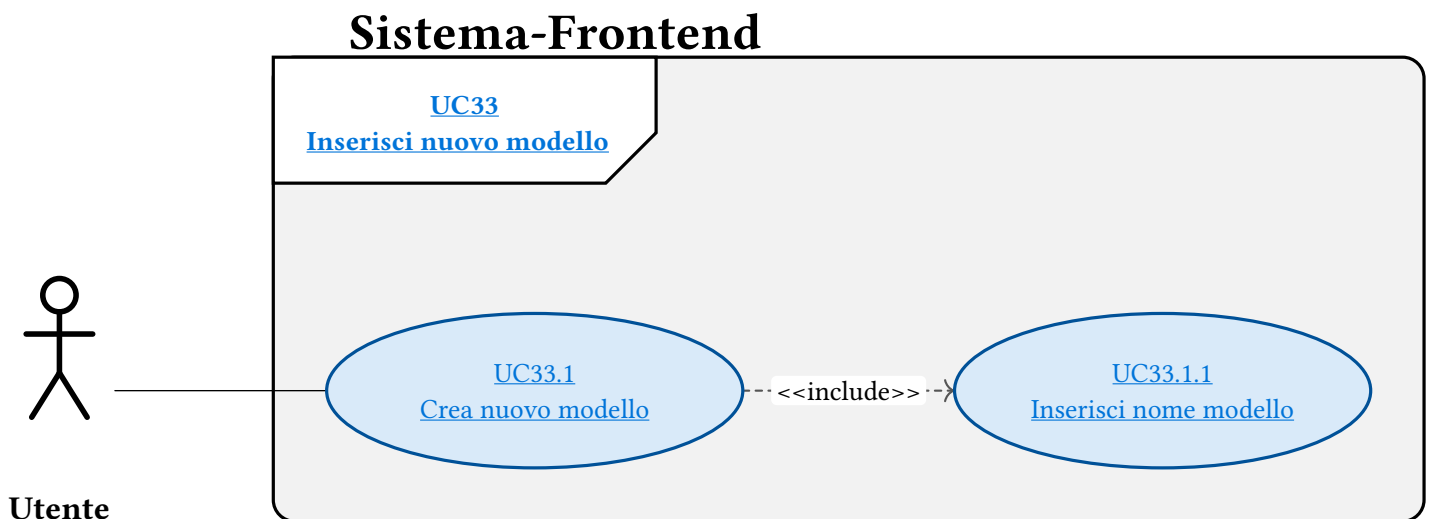 Sistema-Frontend
UC33
Inserisci nuovo modello
UC33.1
Crea nuovo modello
<<include>>
UC33.1.1
Inserisci nome modello
Utente